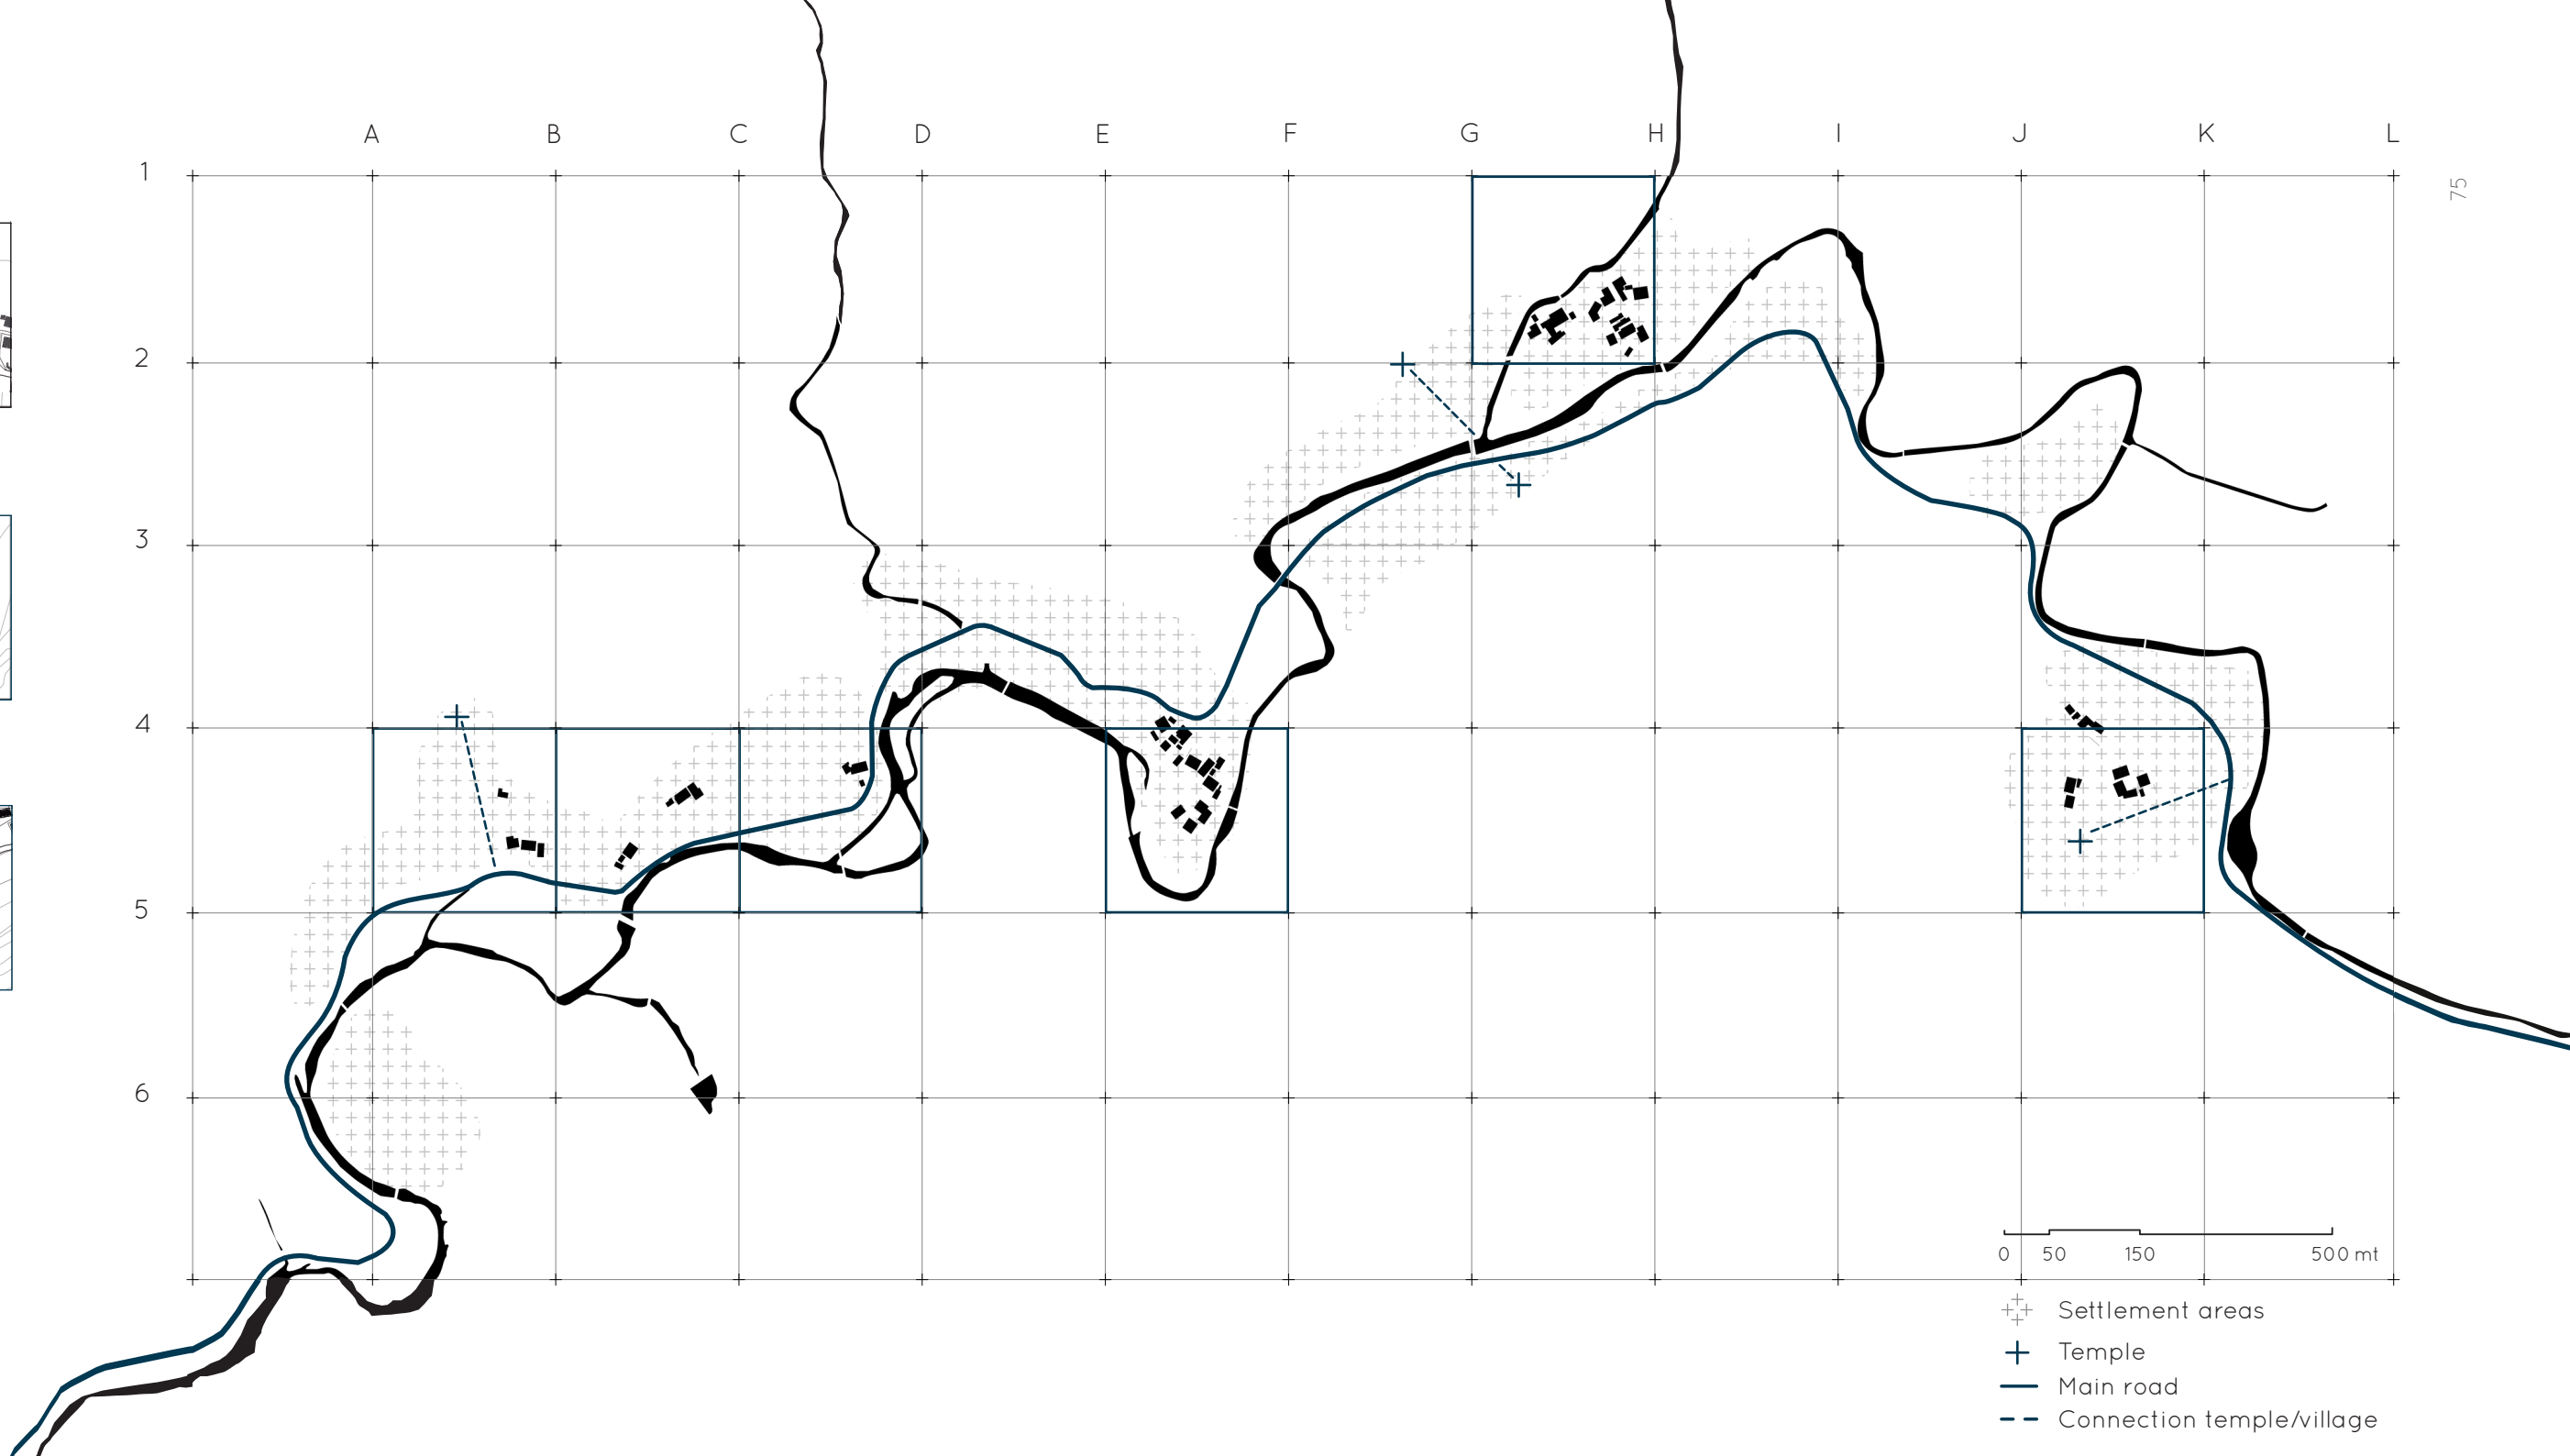 A B C D E F G H I J K L
1
75
2
3
4
5
6
0 50 150 500 mt
Settlement areas
Temple
Main road
Connection temple/village